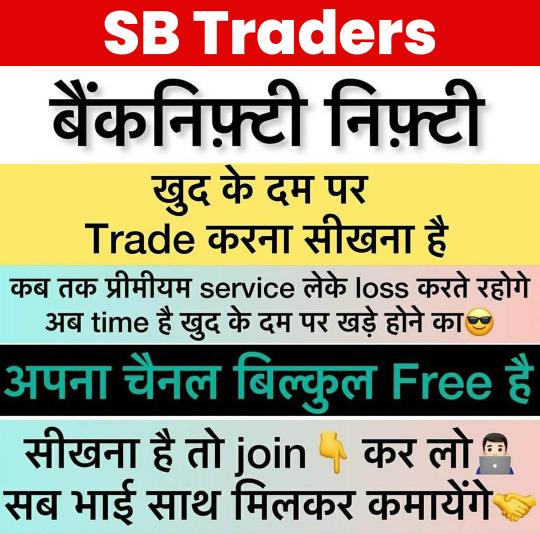 SB Traders
बैंकनिफ़्टी निफ़्टी
खुद के दम पर
Trade करना सीखना है
कब तक प्रीमीयम service लेके loss करते रहोगे
अब time है खुद के दम पर खड़े होने का😎
अपना चैनल बिल्कुल Free है
सीखना है तो join👇कर लो👨🏻‍💻
सब भाई साथ मिलकर कमायेंगे🤝